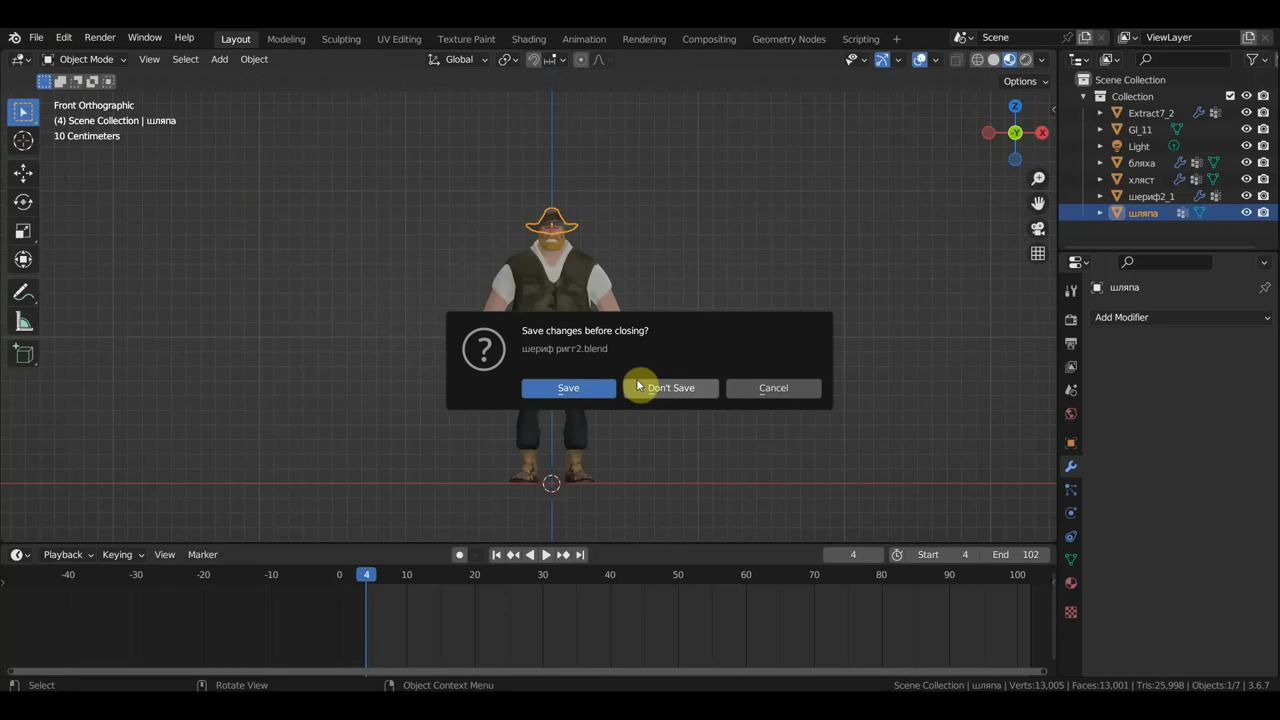 File Edit Render Window Help Layout Modeling Sculpting UV Editing Texture Paint Shading Animation Rendering Compositing Geometry Nodes Scripting + Scene ViewLayer
Object Mode View Select Add Object Global
Options
Front Orthographic
(4) Scene Collection | шляпа
10 Centimeters
Z
X
-Y
Scene Collection
Collection
Extract7_2
GI_11
Light
бляха
хляст
шериф2_1
шляпа
шляпа
Add Modifier
Save changes before closing?
шериф ригг2.blend
Save Don't Save Cancel
Playback Keying View Marker 4 Start 4 End 102
-40 -30 -20 -10 0 4 10 20 30 40 50 60 70 80 90 100
Select Rotate View Object Context Menu Scene Collection | шляпа | Verts:13,005 | Faces:13,001 | Tris:25,998 | Objects:1/7 | 3.6.7